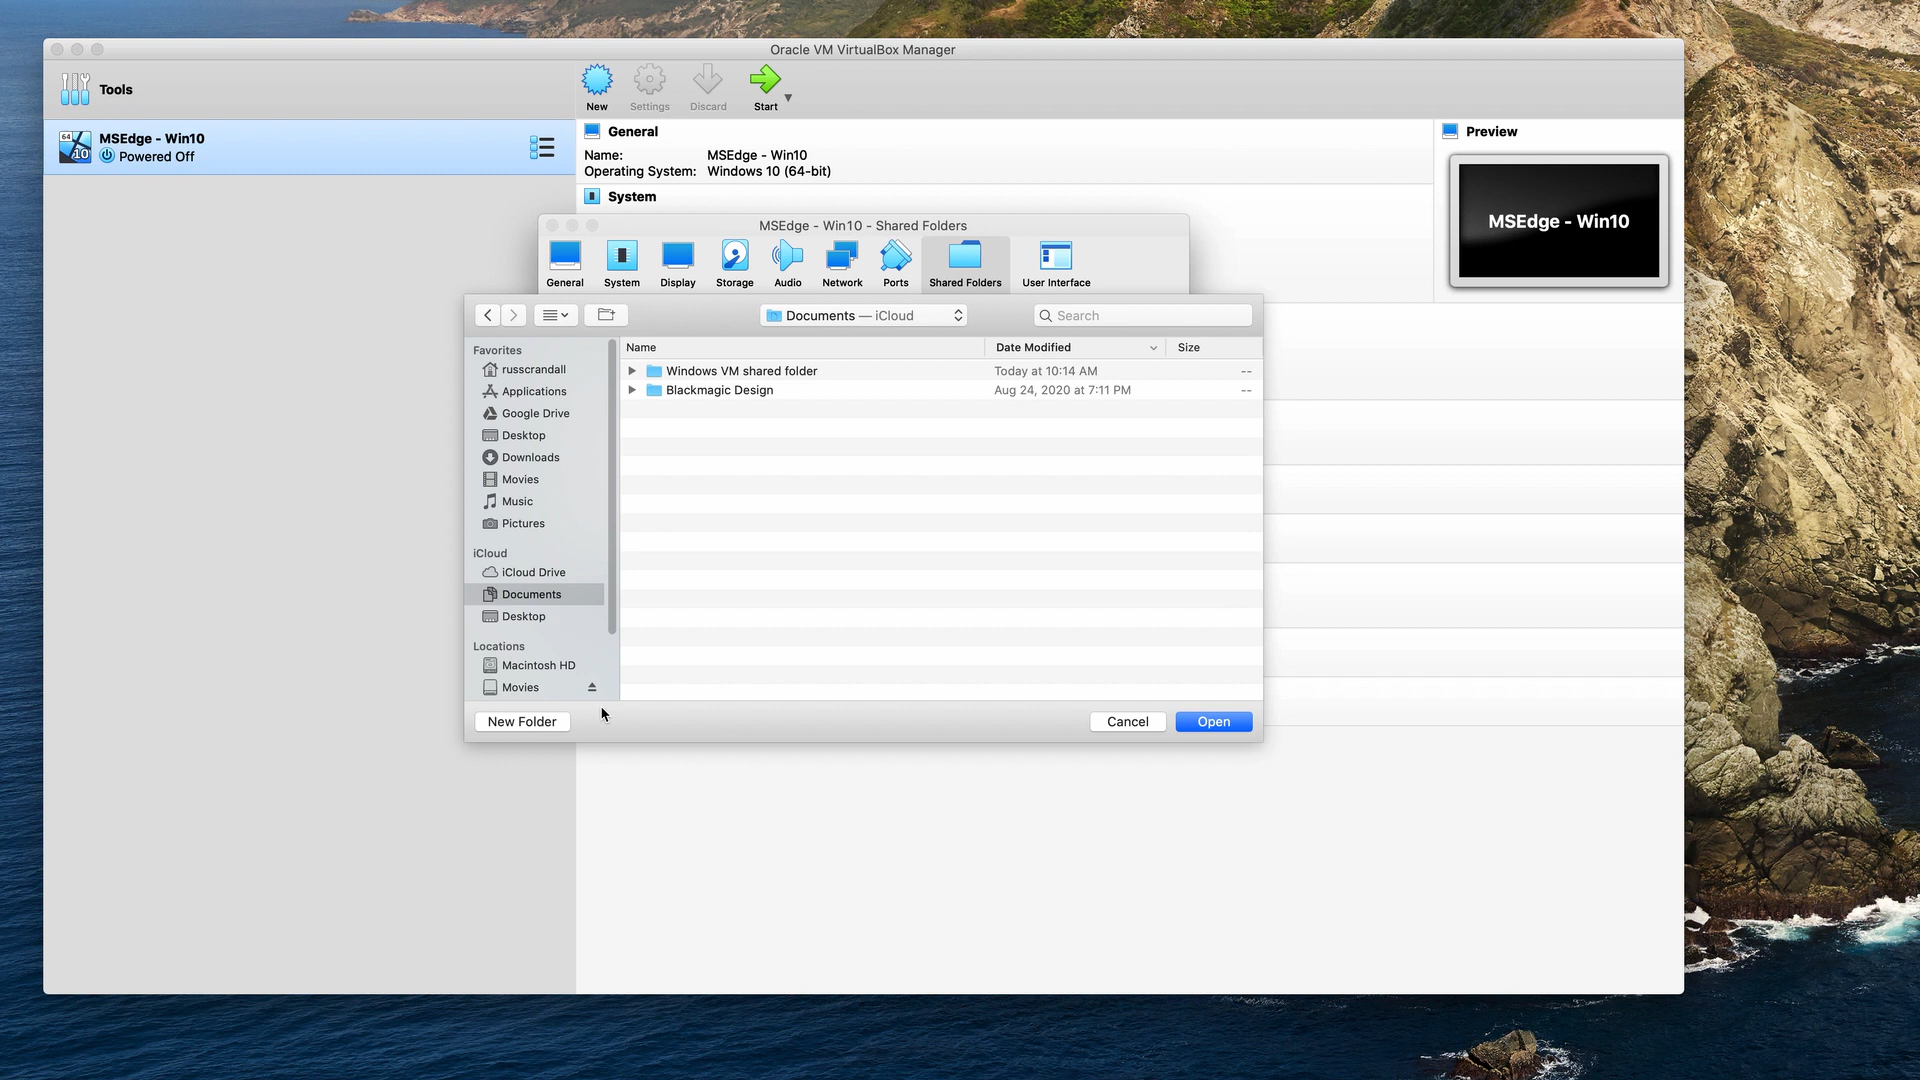 Oracle VM VirtualBox Manager
Tools
New
Settings
Discard
Start
64
10
MSEdge - Win10
Powered Off
General
Name: MSEdge - Win10
Operating System: Windows 10 (64-bit)
System
Preview
MSEdge - Win10
MSEdge - Win10 - Shared Folders
General
System
Display
Storage
Audio
Network
Ports
Shared Folders
User Interface
Documents — iCloud
Search
Name Date Modified Size
Windows VM shared folder Today at 10:14 AM --
Blackmagic Design Aug 24, 2020 at 7:11 PM --
Favorites
russcrandall
Applications
Google Drive
Desktop
Downloads
Movies
Music
Pictures
iCloud
iCloud Drive
Documents
Desktop
Locations
Macintosh HD
Movies
New Folder
Cancel
Open